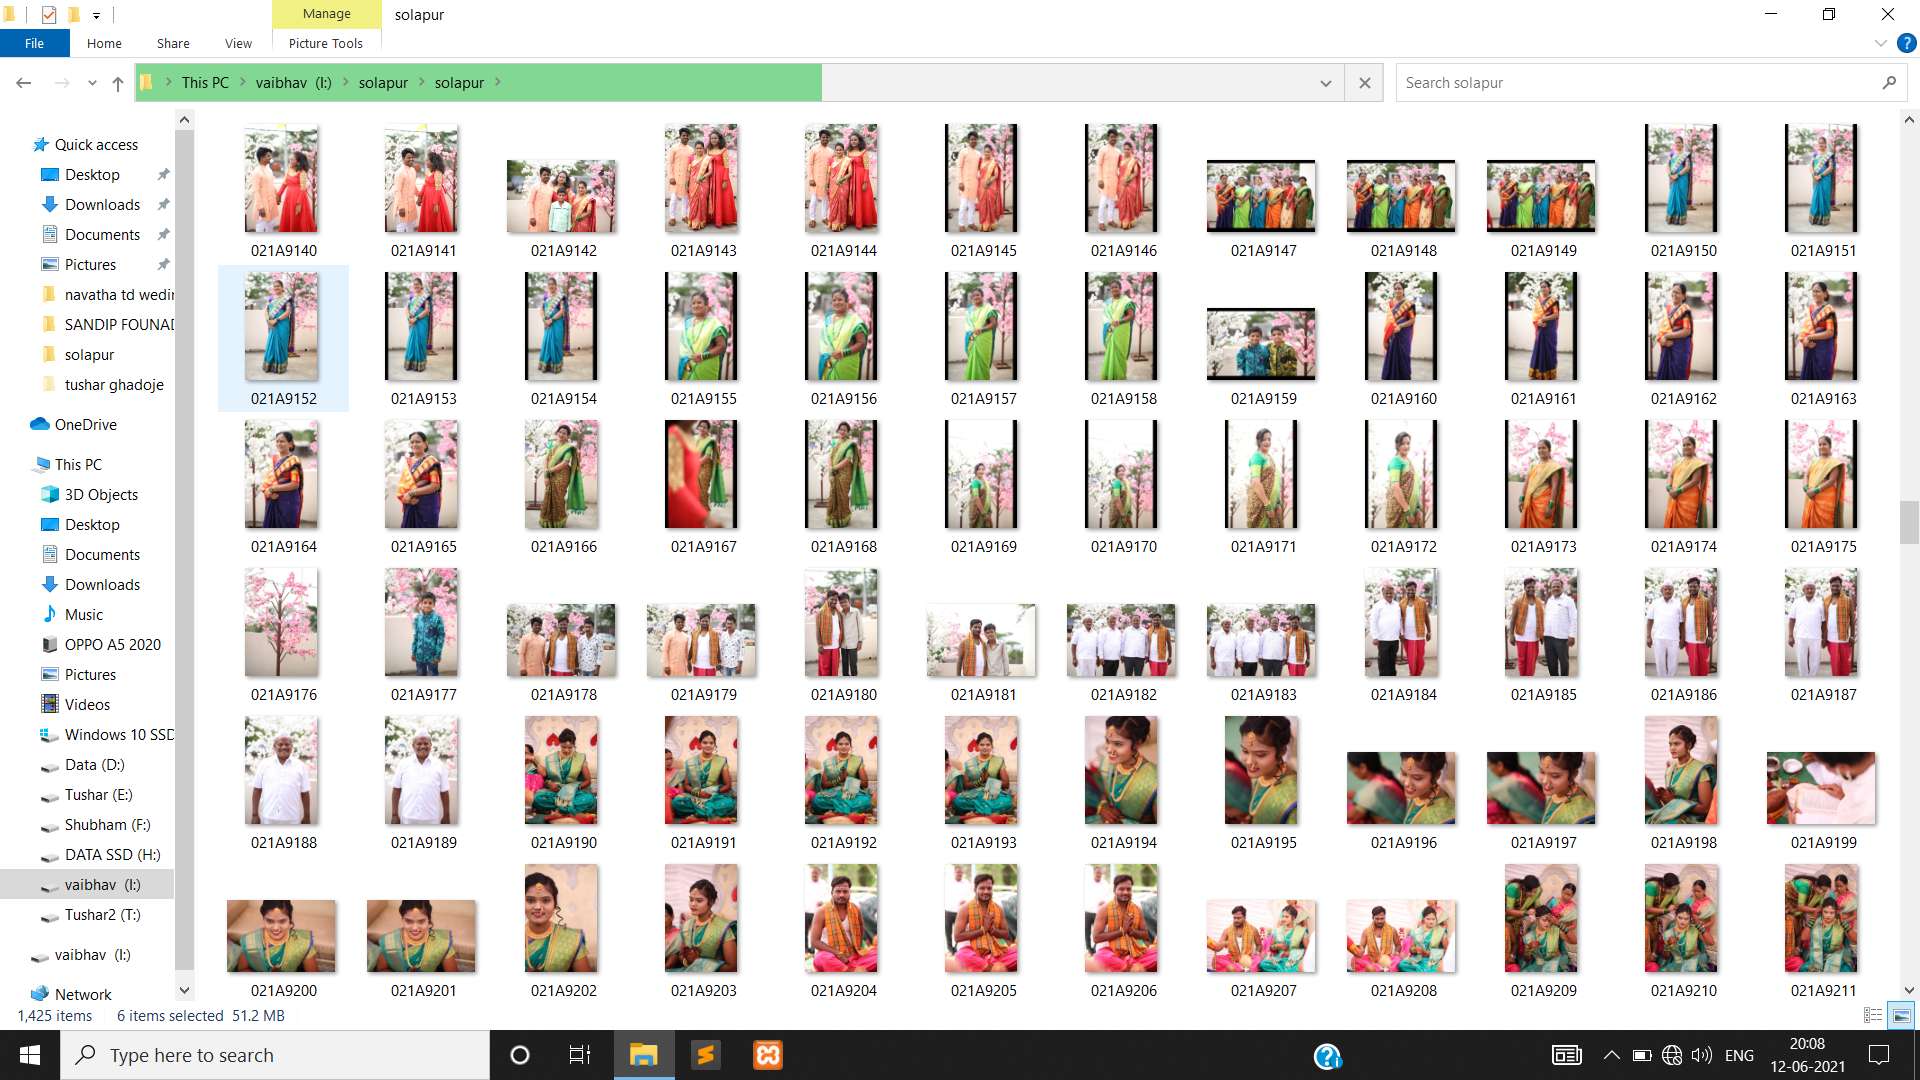 Manage
solapur
File
Home
Share
View
Picture Tools
This PC
vaibhav (I:)
solapur
solapur
Search solapur
Quick access
Desktop
Downloads
Documents
Pictures
navatha td wedin
SANDIP FOUNAD
solapur
tushar ghadoje
OneDrive
This PC
3D Objects
Desktop
Documents
Downloads
Music
OPPO A5 2020
Pictures
Videos
Windows 10 SSD
Data (D:)
Tushar (E:)
Shubham (F:)
DATA SSD (H:)
vaibhav (I:)
Tushar2 (T:)
vaibhav (I:)
Network
021A9140 021A9141 021A9142 021A9143 021A9144 021A9145 021A9146 021A9147 021A9148 021A9149 021A9150 021A9151
021A9152 021A9153 021A9154 021A9155 021A9156 021A9157 021A9158 021A9159 021A9160 021A9161 021A9162 021A9163
021A9164 021A9165 021A9166 021A9167 021A9168 021A9169 021A9170 021A9171 021A9172 021A9173 021A9174 021A9175
021A9176 021A9177 021A9178 021A9179 021A9180 021A9181 021A9182 021A9183 021A9184 021A9185 021A9186 021A9187
021A9188 021A9189 021A9190 021A9191 021A9192 021A9193 021A9194 021A9195 021A9196 021A9197 021A9198 021A9199
021A9200 021A9201 021A9202 021A9203 021A9204 021A9205 021A9206 021A9207 021A9208 021A9209 021A9210 021A9211
1,425 items 6 items selected 51.2 MB
Type here to search
ENG
20:08
12-06-2021